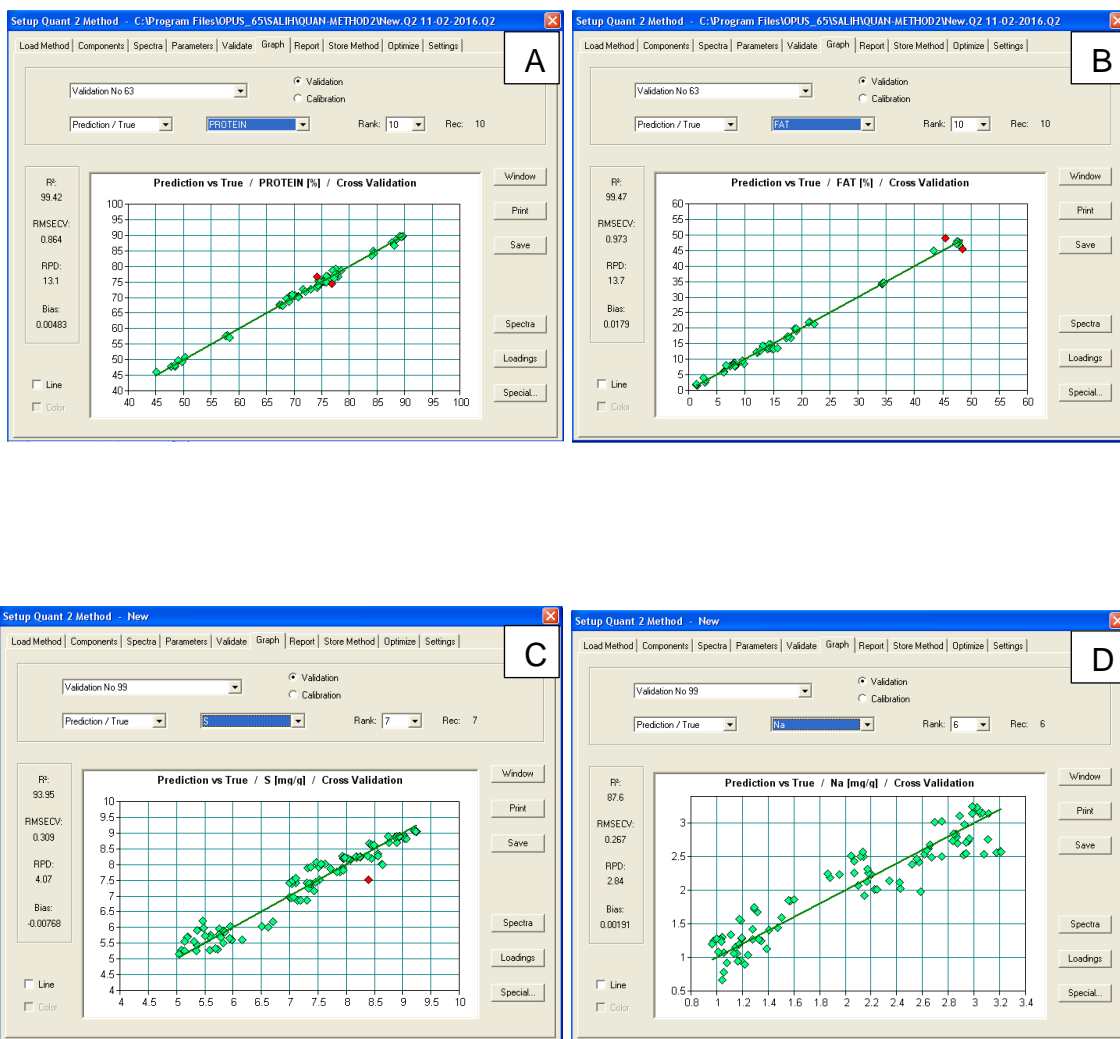 Setup Quant 2 Method - C:\Program Files\OPUS_65\SALIH\QUAN-METHOD2\New.Q2 11-02-2016.Q2
Load Method Components Spectra Parameters Validate Graph Report Store Method Optimize Settings
A
Validation No 63
Validation
Calibration
Prediction / True
PROTEIN
Rank: 10
Rec: 10
R²:
99.42
RMSECV:
0.864
RPD:
13.1
Bias:
0.00483
Line
Color
Prediction vs True / PROTEIN [%] / Cross Validation
100
95
90
85
80
75
70
65
60
55
50
45
40
40 45 50 55 60 65 70 75 80 85 90 95 100
Window
Print
Save
Spectra
Loadings
Special...
Setup Quant 2 Method - C:\Program Files\OPUS_65\SALIH\QUAN-METHOD2\New.Q2 11-02-2016.Q2
Load Method Components Spectra Parameters Validate Graph Report Store Method Optimize Settings
B
Validation No 63
Validation
Calibration
Prediction / True
FAT
Rank: 10
Rec: 10
R²:
99.47
RMSECV:
0.973
RPD:
13.7
Bias:
0.0179
Line
Color
Prediction vs True / FAT [%] / Cross Validation
60
55
50
45
40
35
30
25
20
15
10
5
0
0 5 10 15 20 25 30 35 40 45 50 55 60
Window
Print
Save
Spectra
Loadings
Special...
Setup Quant 2 Method - New
Load Method Components Spectra Parameters Validate Graph Report Store Method Optimize Settings
C
Validation No 99
Validation
Calibration
Prediction / True
S
Rank: 7
Rec: 7
R²:
93.95
RMSECV:
0.309
RPD:
4.07
Bias:
-0.00768
Line
Color
Prediction vs True / S [mg/g] / Cross Validation
10
9.5
9
8.5
8
7.5
7
6.5
6
5.5
5
4.5
4
4 4.5 5 5.5 6 6.5 7 7.5 8 8.5 9 9.5 10
Window
Print
Save
Spectra
Loadings
Special...
Setup Quant 2 Method - New
Load Method Components Spectra Parameters Validate Graph Report Store Method Optimize Settings
D
Validation No 99
Validation
Calibration
Prediction / True
Na
Rank: 6
Rec: 6
R²:
87.6
RMSECV:
0.267
RPD:
2.84
Bias:
0.00191
Line
Color
Prediction vs True / Na [mg/g] / Cross Validation
3
2.5
2
1.5
1
0.5
0.8 1 1.2 1.4 1.6 1.8 2 2.2 2.4 2.6 2.8 3 3.2 3.4
Window
Print
Save
Spectra
Loadings
Special...